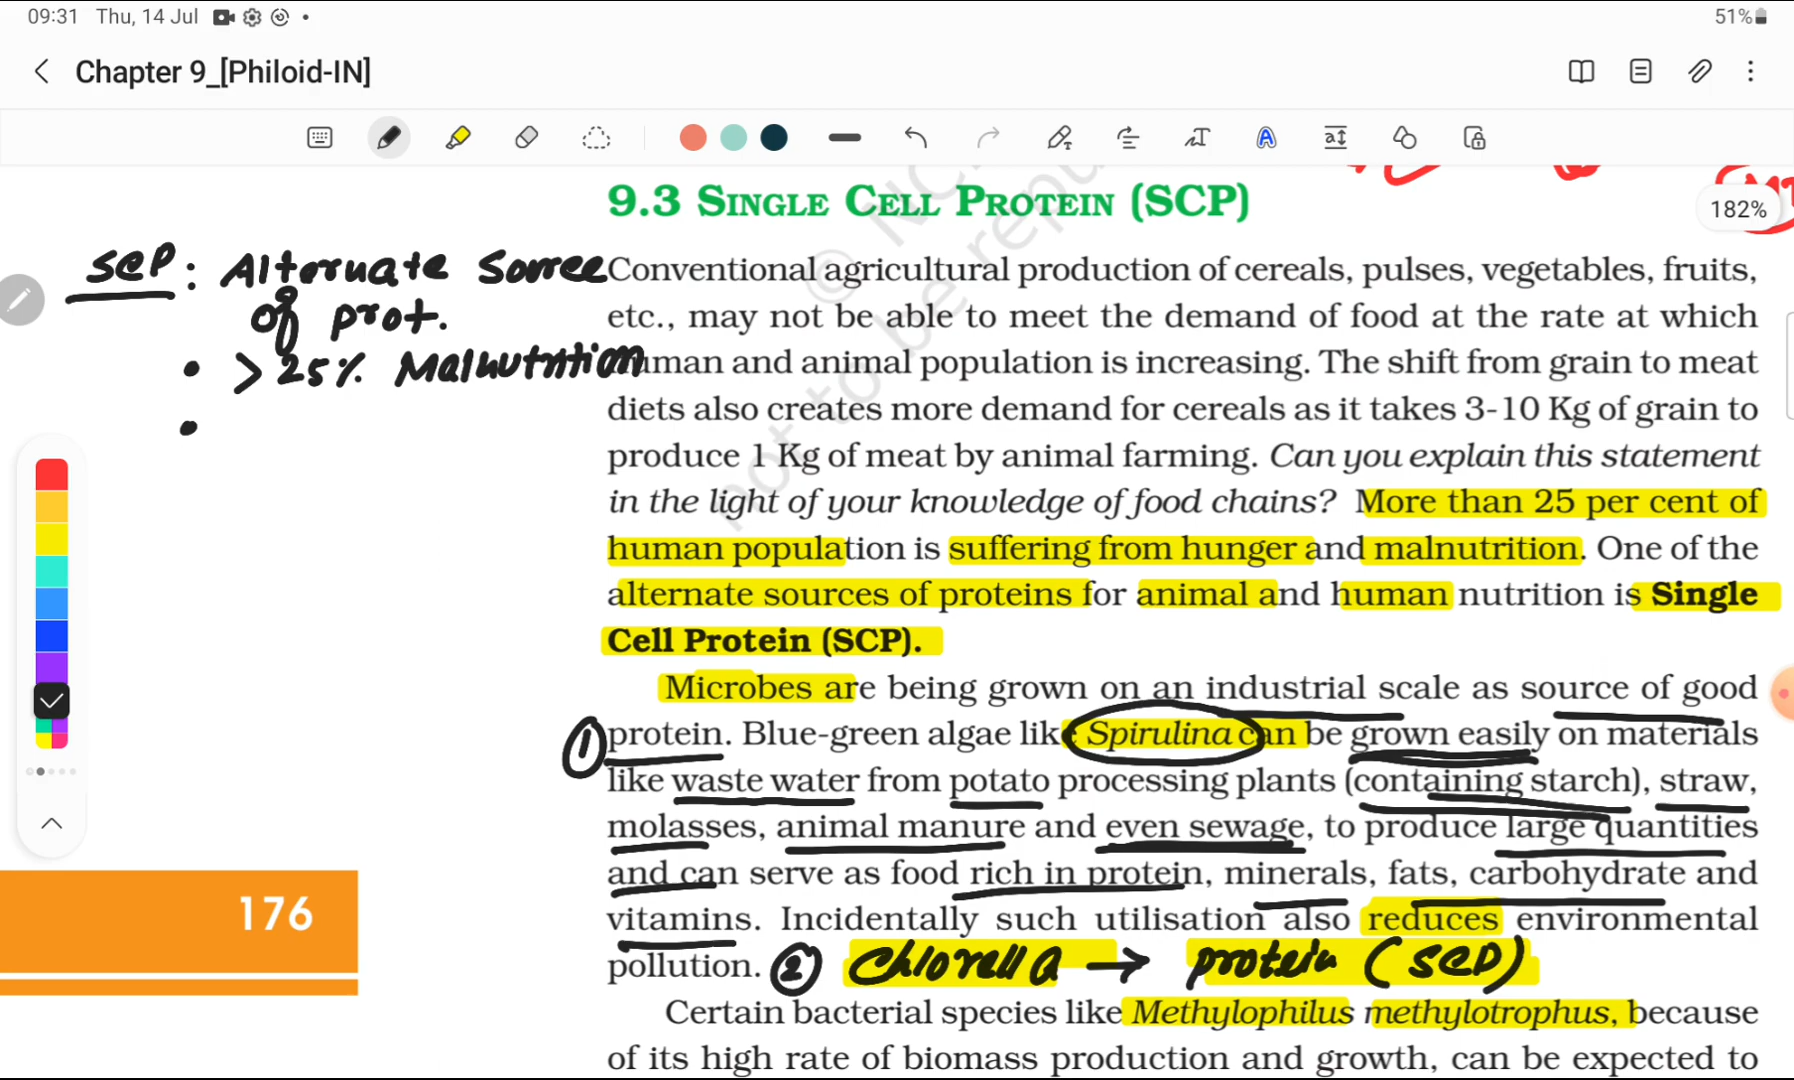 09:31 Thu, 14 Jul
51%
Chapter 9_[Philoid-IN]
182%
9.3 SINGLE CELL PROTEIN (SCP)
SCP : Alternate Source
of prot.
• > 25% Malnutrition
•
Conventional agricultural production of cereals, pulses, vegetables, fruits,
etc., may not be able to meet the demand of food at the rate at which
human and animal population is increasing. The shift from grain to meat
diets also creates more demand for cereals as it takes 3-10 Kg of grain to
produce 1 Kg of meat by animal farming. Can you explain this statement
in the light of your knowledge of food chains? More than 25 per cent of
human population is suffering from hunger and malnutrition. One of the
alternate sources of proteins for animal and human nutrition is Single
Cell Protein (SCP).
Microbes are being grown on an industrial scale as source of good
① protein. Blue-green algae like Spirulina can be grown easily on materials
like waste water from potato processing plants (containing starch), straw,
molasses, animal manure and even sewage, to produce large quantities
and can serve as food rich in protein, minerals, fats, carbohydrate and
vitamins. Incidentally such utilisation also reduces environmental
pollution. ② Chlorella → protein (SCP)
Certain bacterial species like Methylophilus methylotrophus, because
of its high rate of biomass production and growth, can be expected to
176
not to be repu